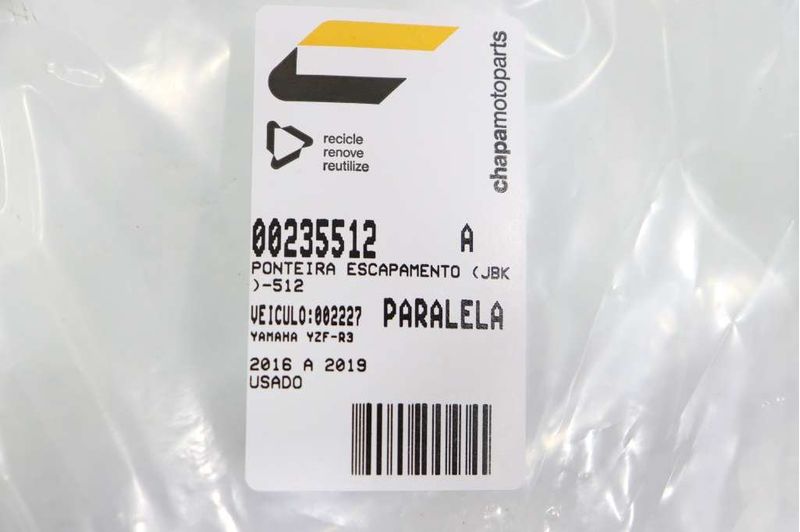 chapamotoparts
recicle
renove
reutilize
00235512 A
PONTEIRA ESCAPAMENTO (JBK
)-512
VEICULO:002227 PARALELA
YAMAHA YZF-R3
2016 A 2019
USADO